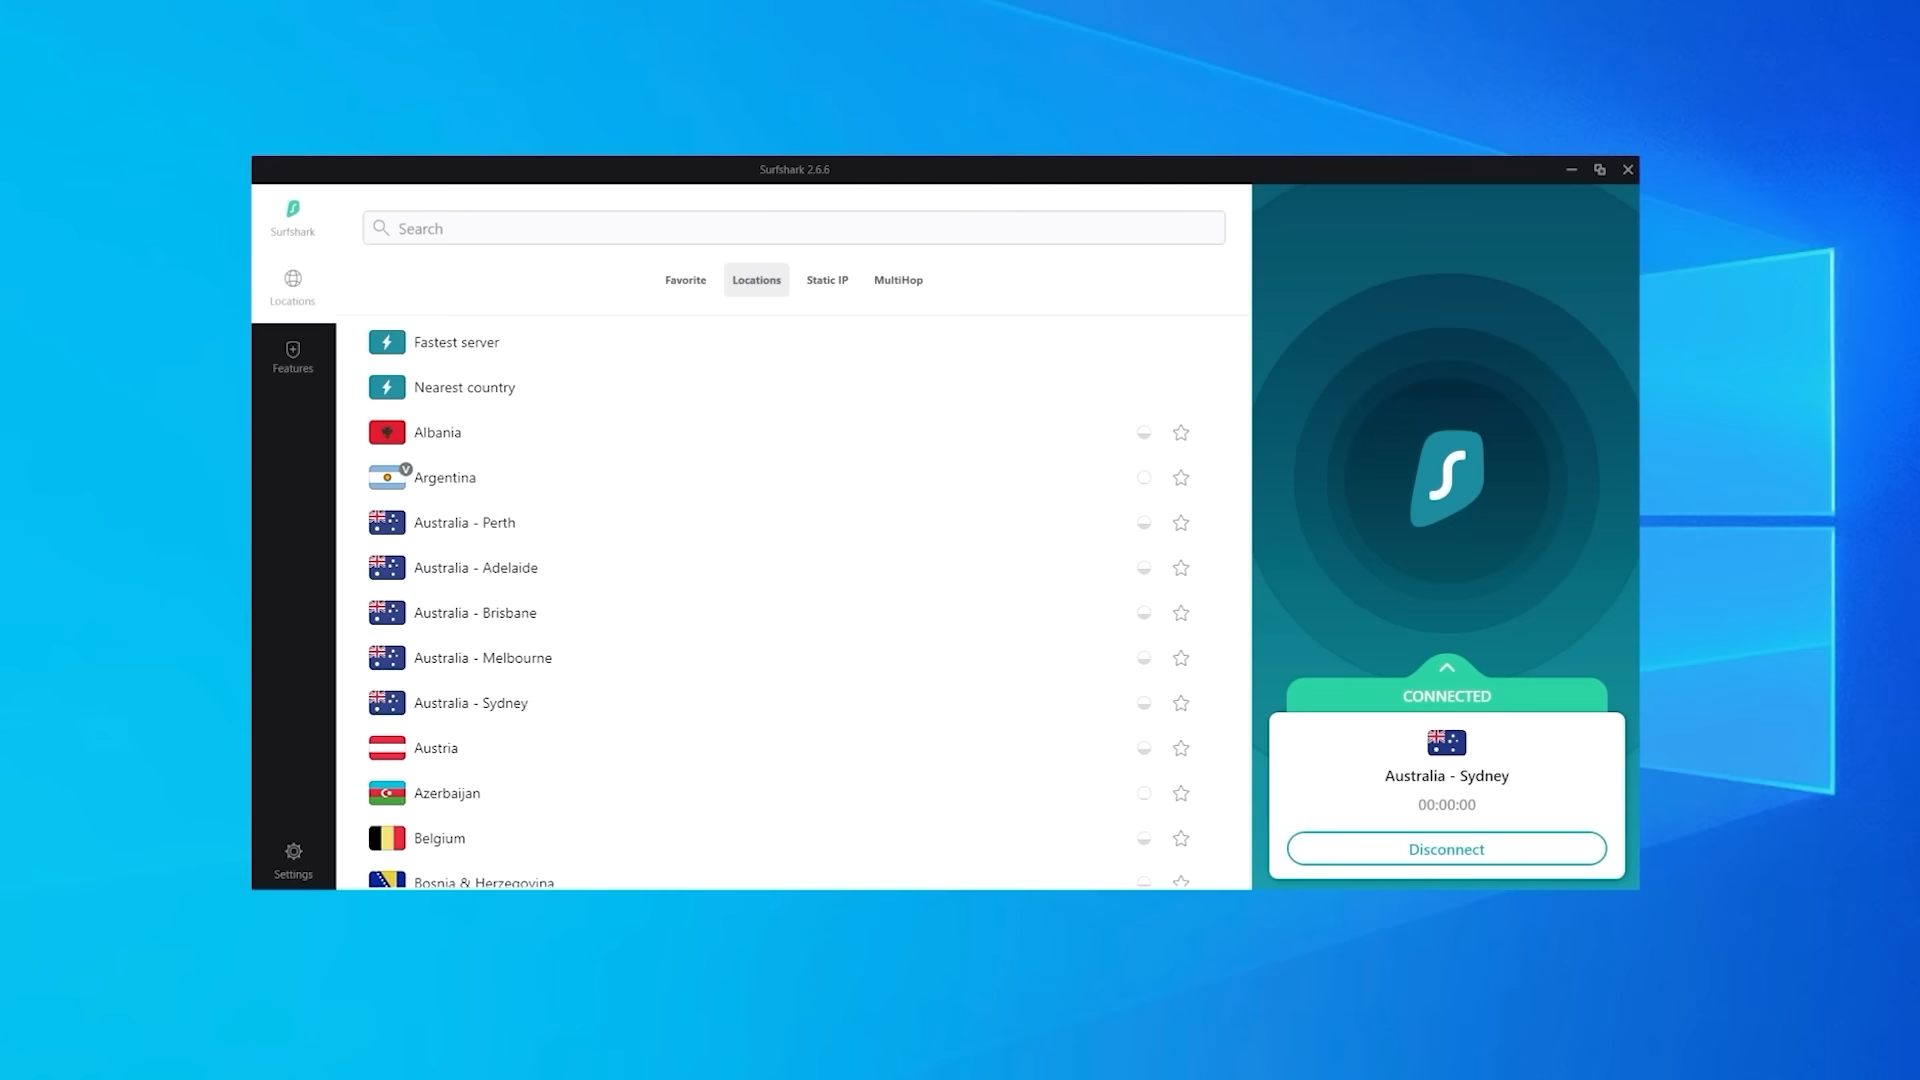 Surfshark 2.6.6
Surfshark
Search
Locations
Favorite
Locations
Static IP
MultiHop
Features
Fastest server
Nearest country
Albania
V
Argentina
Australia - Perth
Australia - Adelaide
Australia - Brisbane
Australia - Melbourne
Australia - Sydney
Austria
Azerbaijan
Belgium
Bosnia & Herzegovina
Settings
CONNECTED
Australia - Sydney
00:00:00
Disconnect